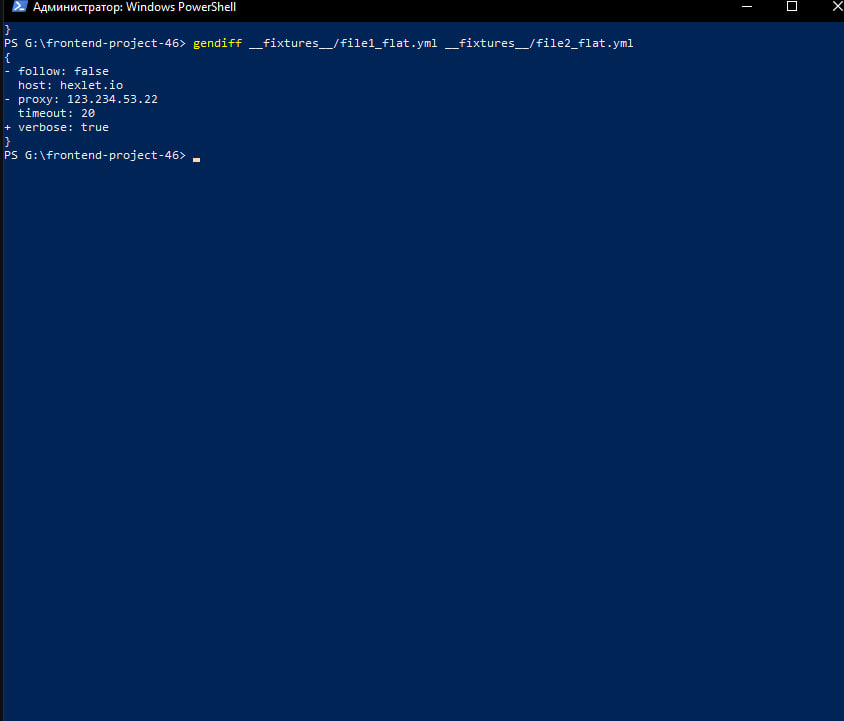 Администратор: Windows PowerShell
}
PS G:\frontend-project-46> gendiff __fixtures__/file1_flat.yml __fixtures__/file2_flat.yml
{
- follow: false
  host: hexlet.io
- proxy: 123.234.53.22
  timeout: 20
+ verbose: true
}
PS G:\frontend-project-46>